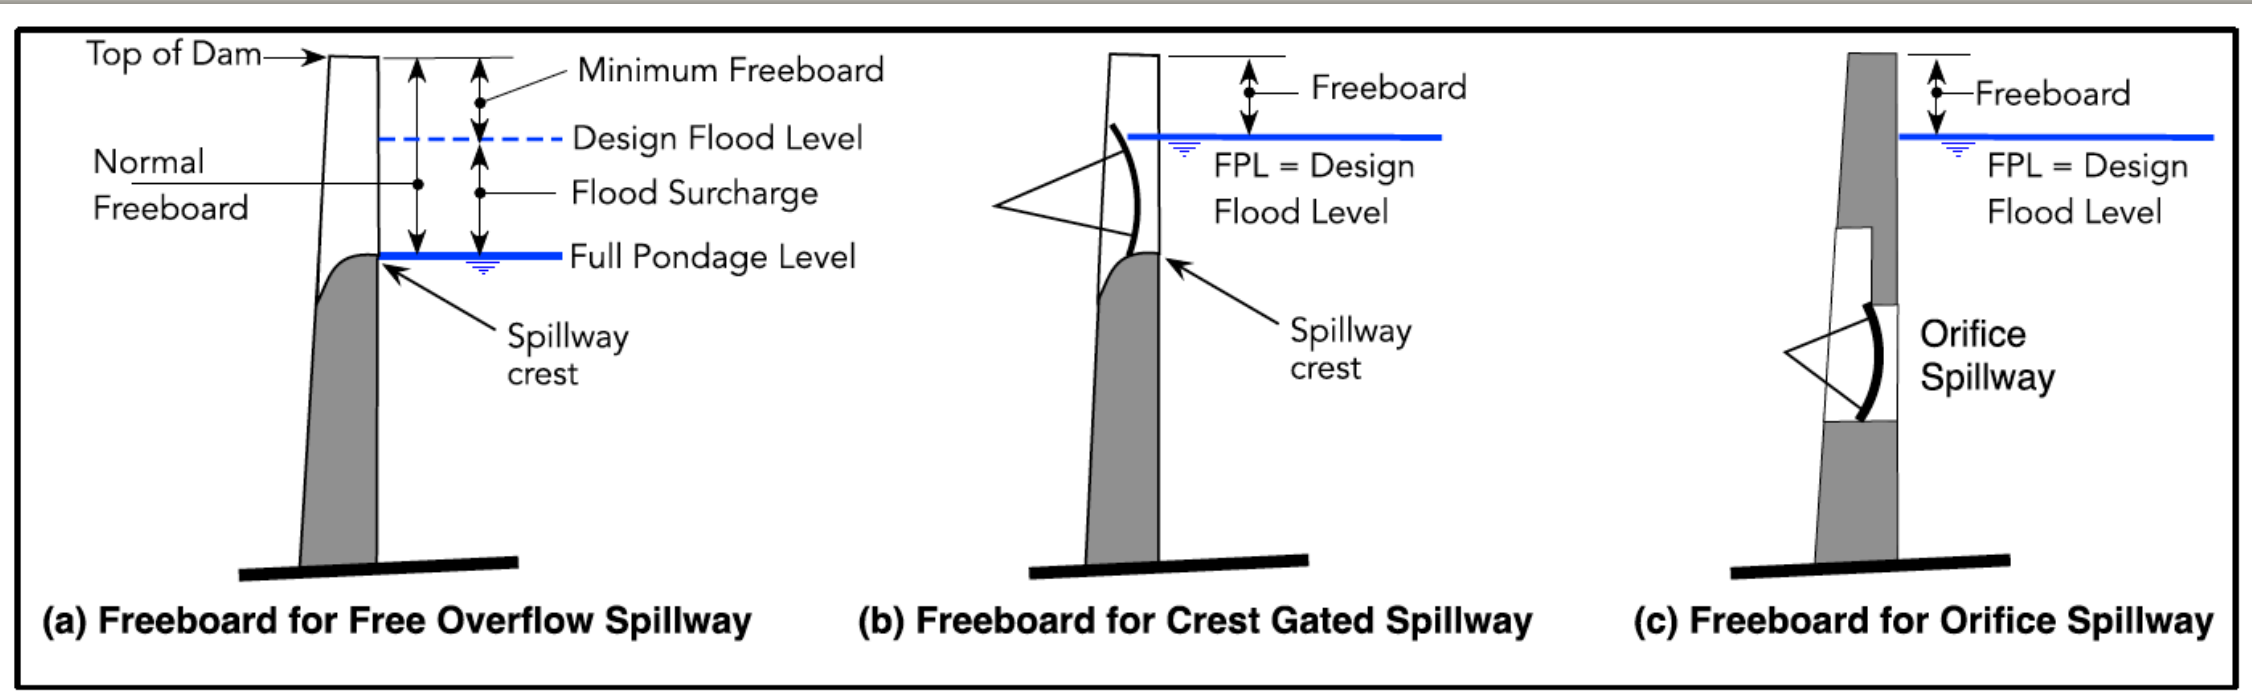 Top of Dam
Minimum Freeboard
Design Flood Level
Normal
Freeboard
Flood Surcharge
Full Pondage Level
Spillway
crest
(a) Freeboard for Free Overflow Spillway
Freeboard
FPL = Design
Flood Level
Spillway
crest
(b) Freeboard for Crest Gated Spillway
Freeboard
FPL = Design
Flood Level
Orifice
Spillway
(c) Freeboard for Orifice Spillway